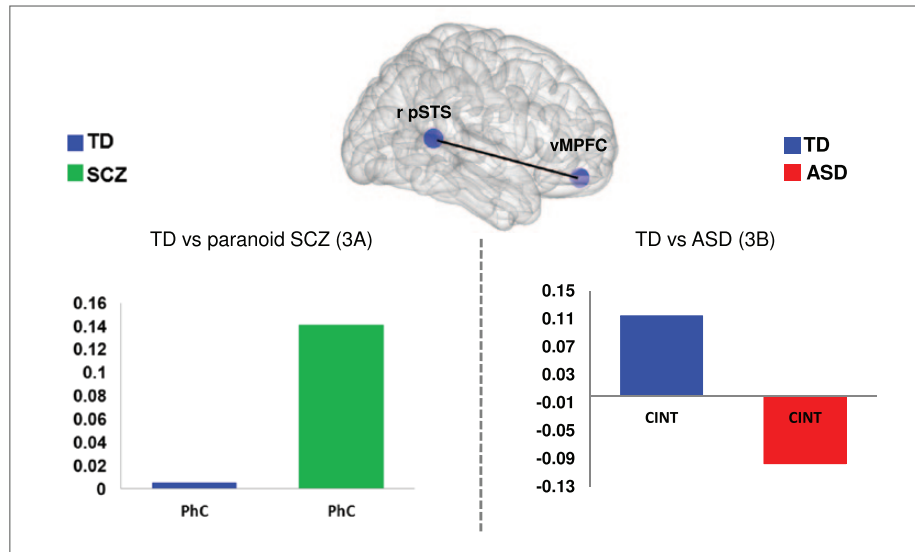 r pSTS
vMPFC
TD
SCZ
TD
ASD
TD vs paranoid SCZ (3A)
TD vs ASD (3B)
0.16
0.14
0.12
0.1
0.08
0.06
0.04
0.02
0
PhC
PhC
0.15
0.11
0.07
0.03
-0.01
-0.05
-0.09
-0.13
CINT
CINT